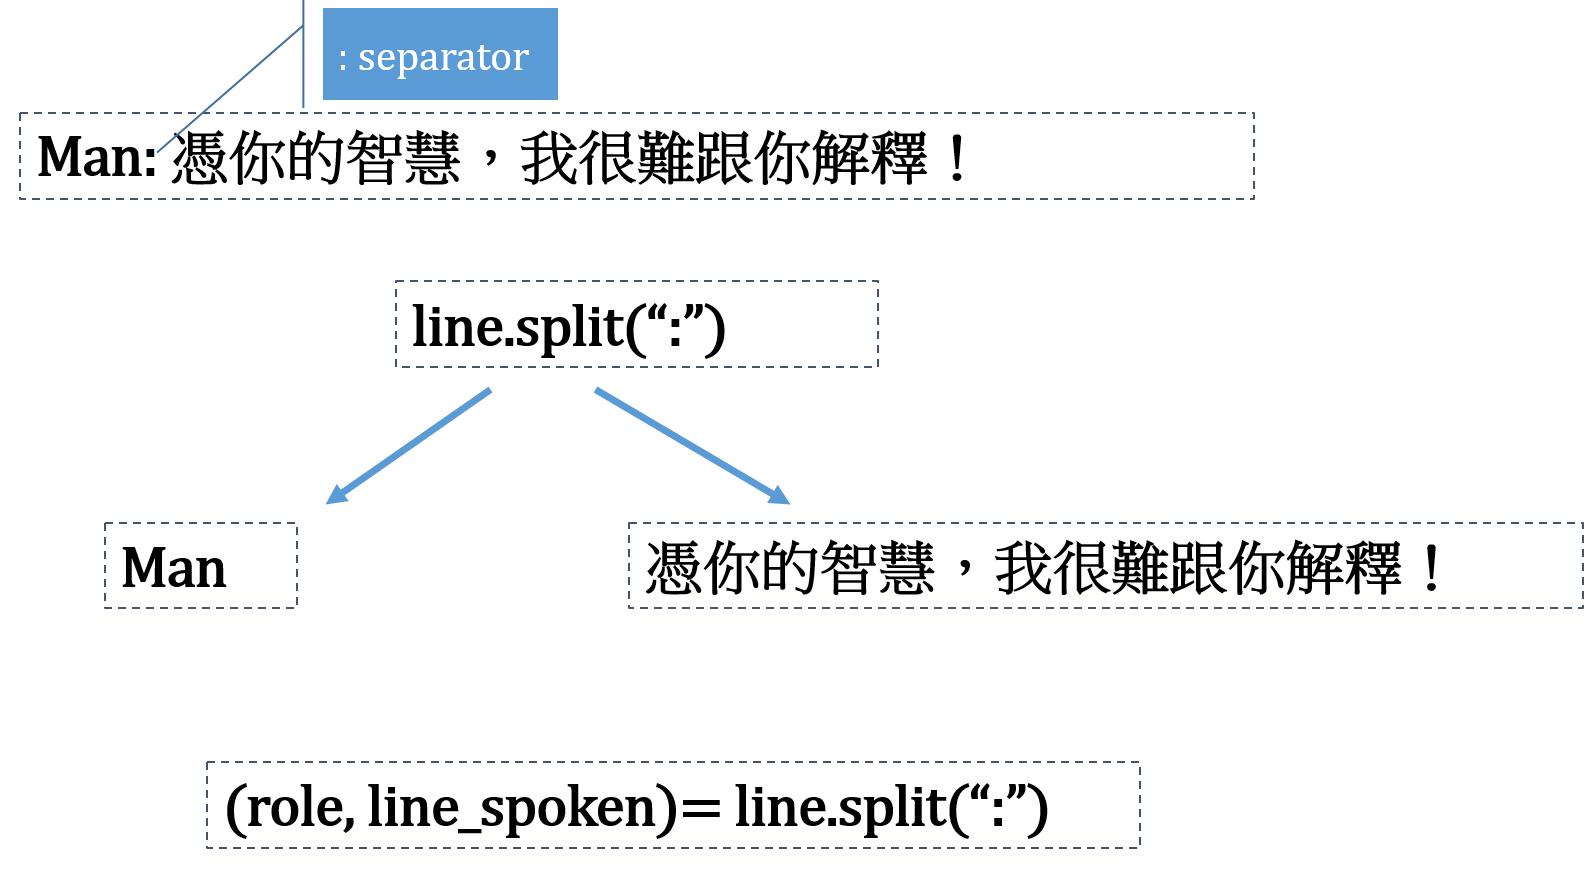 : separator
Man: 憑你的智慧，我很難跟你解釋！
line.split(“:”)
Man
憑你的智慧，我很難跟你解釋！
(role, line_spoken)= line.split(“:”)